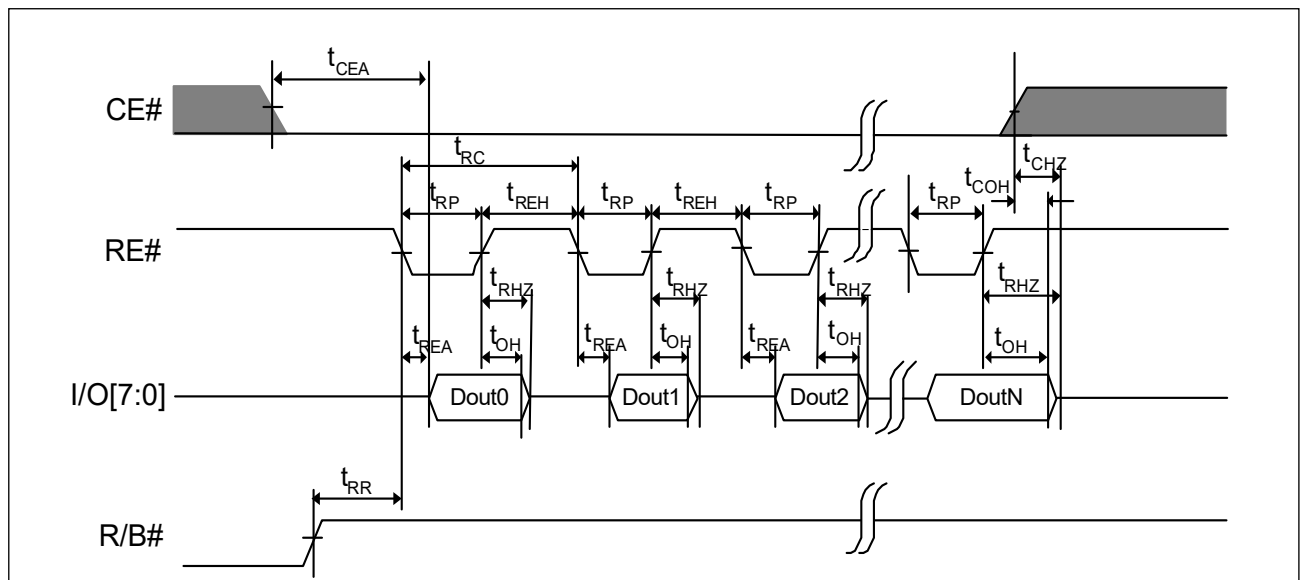 tCEA
CE#
tRC
tCHZ
tCOH
tRP tREH tRP tREH tRP tRP
RE#
tRHZ tRHZ tRHZ tRHZ
tREA tOH tREA tOH tREA tOH tOH
I/O[7:0] Dout0 Dout1 Dout2 DoutN
tRR
R/B#